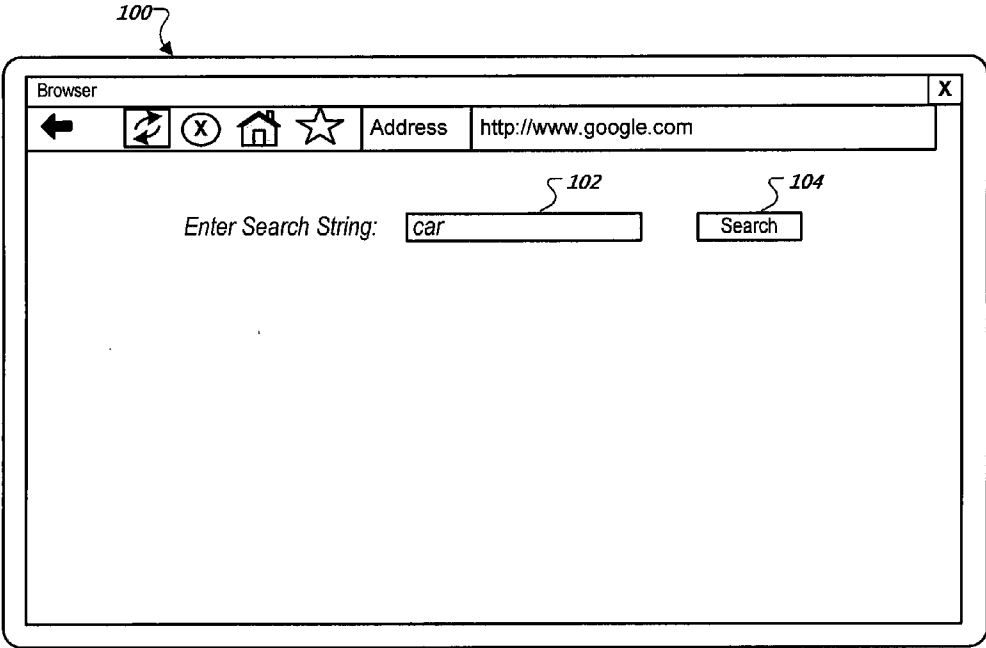 100
Browser X
X Address http://www.google.com
102 104
Enter Search String: car Search